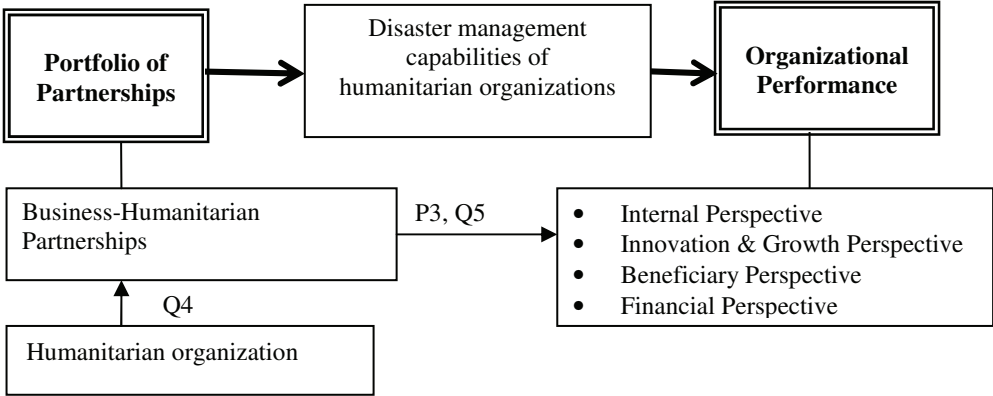 Portfolio of
Partnerships
Disaster management
capabilities of
humanitarian organizations
Organizational
Performance
Business-Humanitarian
Partnerships
P3, Q5
• Internal Perspective
• Innovation & Growth Perspective
• Beneficiary Perspective
• Financial Perspective
Q4
Humanitarian organization